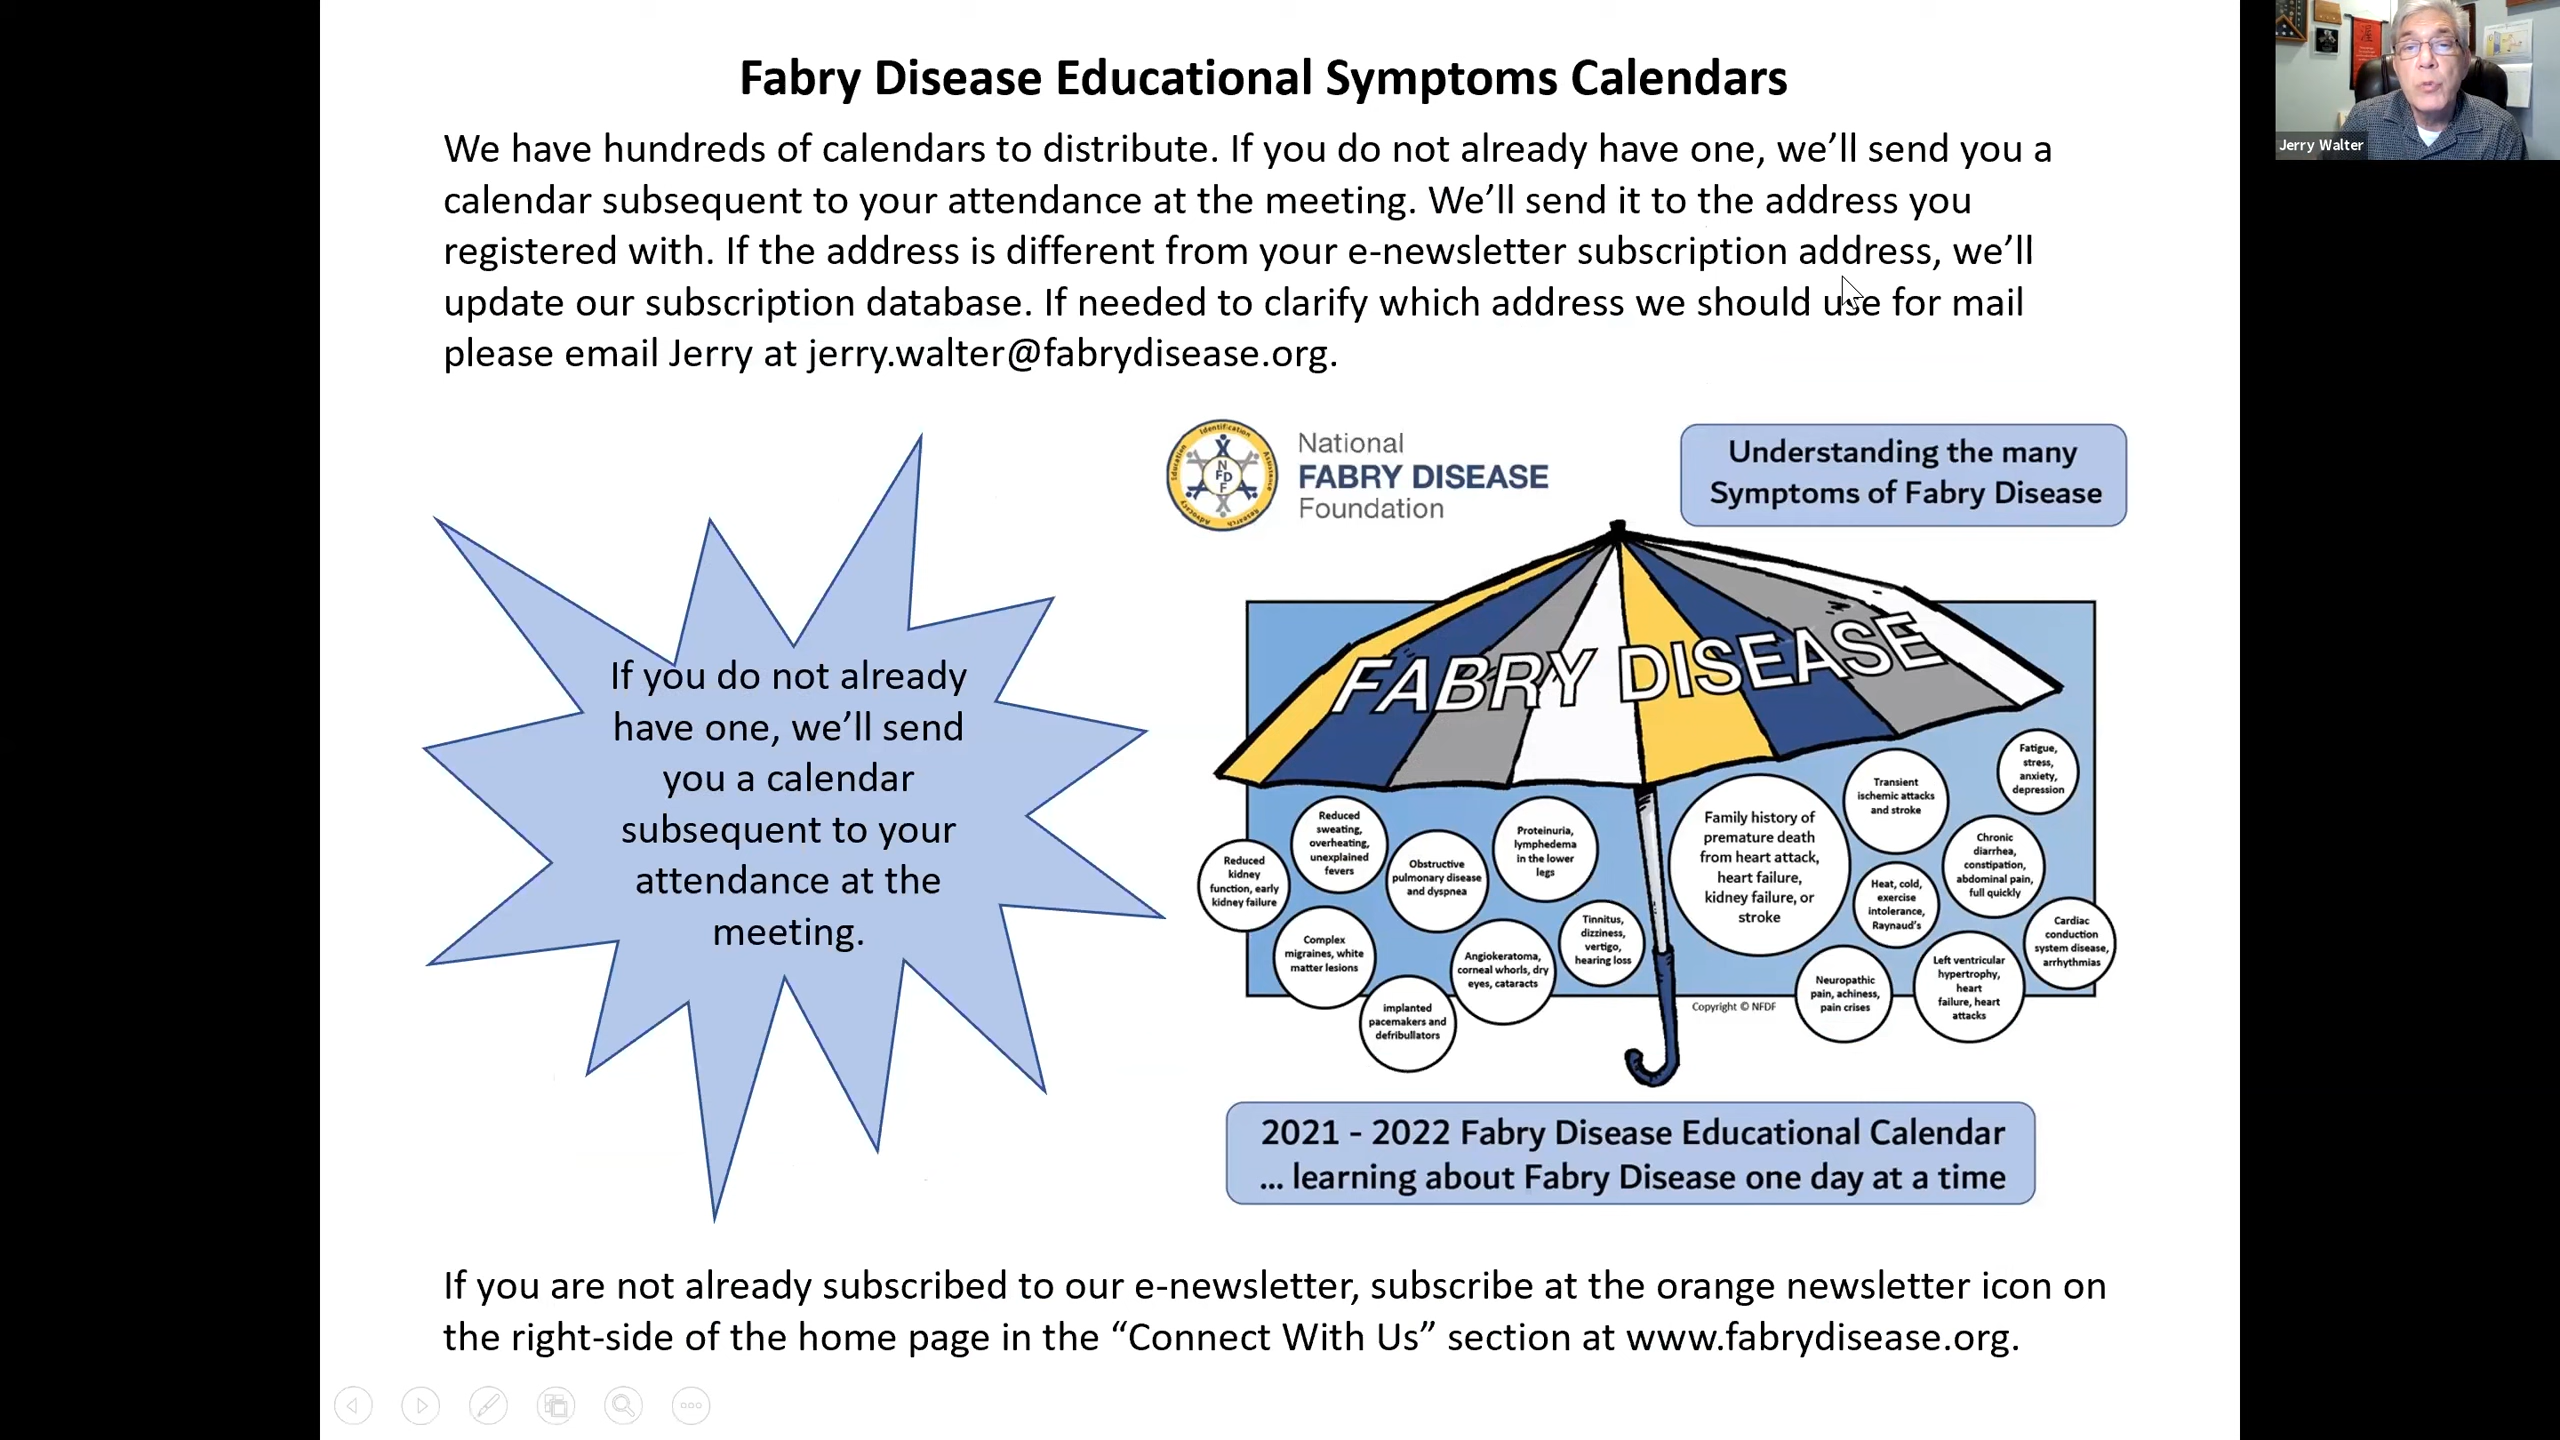 Fabry Disease Educational Symptoms Calendars
We have hundreds of calendars to distribute. If you do not already have one, we’ll send you a
calendar subsequent to your attendance at the meeting. We’ll send it to the address you
registered with. If the address is different from your e-newsletter subscription address, we’ll
update our subscription database. If needed to clarify which address we should use for mail
please email Jerry at jerry.walter@fabrydisease.org.
Jerry Walter
If you do not already
have one, we’ll send
you a calendar
subsequent to your
attendance at the
meeting.
Identification
Assistance
Research
Advocacy
Education
N
FD
F
National
FABRY DISEASE
Foundation
Understanding the many
Symptoms of Fabry Disease
FABRY DISEASE
Reduced
kidney
function, early
kidney failure
Reduced
sweating,
overheating,
unexplained
fevers
Obstructive
pulmonary disease
and dyspnea
Proteinuria,
lymphedema
in the lower
legs
Complex
migraines, white
matter lesions
implanted
pacemakers and
defribullators
Angiokeratoma,
corneal whorls, dry
eyes, cataracts
Tinnitus,
dizziness,
vertigo,
hearing loss
Family history of
premature death
from heart attack,
heart failure,
kidney failure, or
stroke
Transient
ischemic attacks
and stroke
Fatigue,
stress,
anxiety,
depression
Chronic
diarrhea,
constipation,
abdominal pain,
full quickly
Heat, cold,
exercise
intolerance,
Raynaud’s
Cardiac
conduction
system disease,
arrhythmias
Neuropathic
pain, achiness,
pain crises
Left ventricular
hypertrophy,
heart
failure, heart
attacks
Copyright © NFDF
2021 - 2022 Fabry Disease Educational Calendar
... learning about Fabry Disease one day at a time
If you are not already subscribed to our e-newsletter, subscribe at the orange newsletter icon on
the right-side of the home page in the “Connect With Us” section at www.fabrydisease.org.